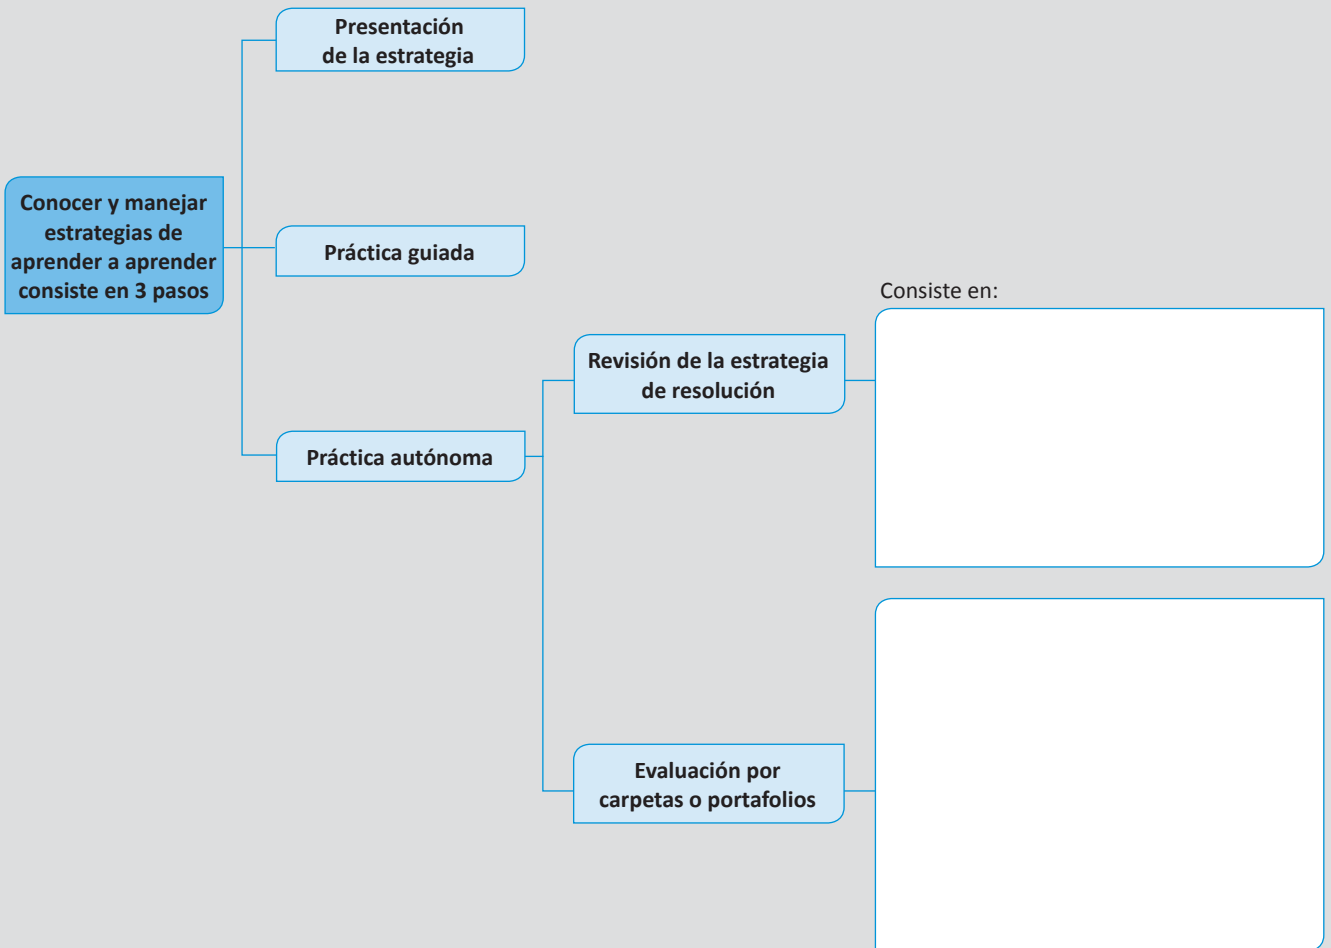 Presentación
de la estrategia
Conocer y manejar
estrategias de
aprender a aprender
consiste en 3 pasos
Práctica guiada
Consiste en:
Revisión de la estrategia
de resolución
Práctica autónoma
Evaluación por
carpetas o portafolios